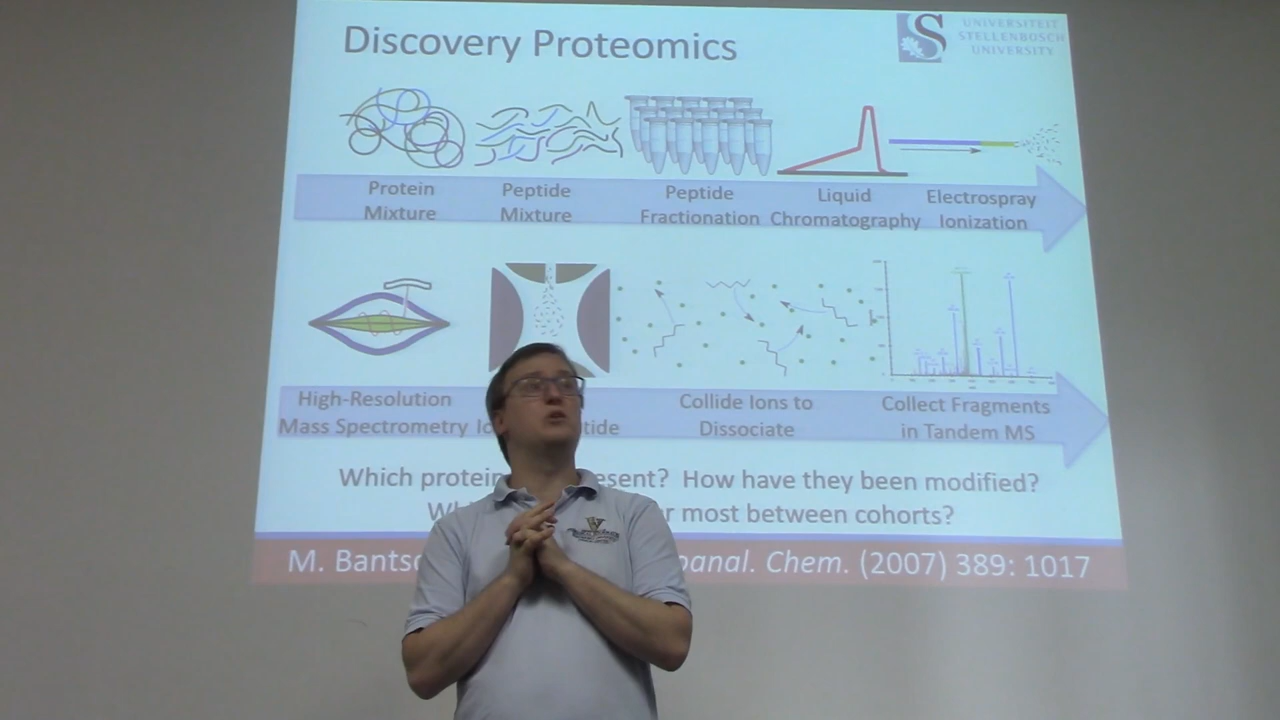 Discovery Proteomics
UNIVERSITEIT
STELLENBOSCH
UNIVERSITY
Protein
Mixture
Peptide
Mixture
Peptide
Fractionation
Liquid
Chromatography
Electrospray
Ionization
High-Resolution
Mass Spectrometry
Collide Ions to
Dissociate
Collect Fragments
in Tandem MS
Which How have they been modified?
most between cohorts?
M. Chem. (2007) 389: 1017